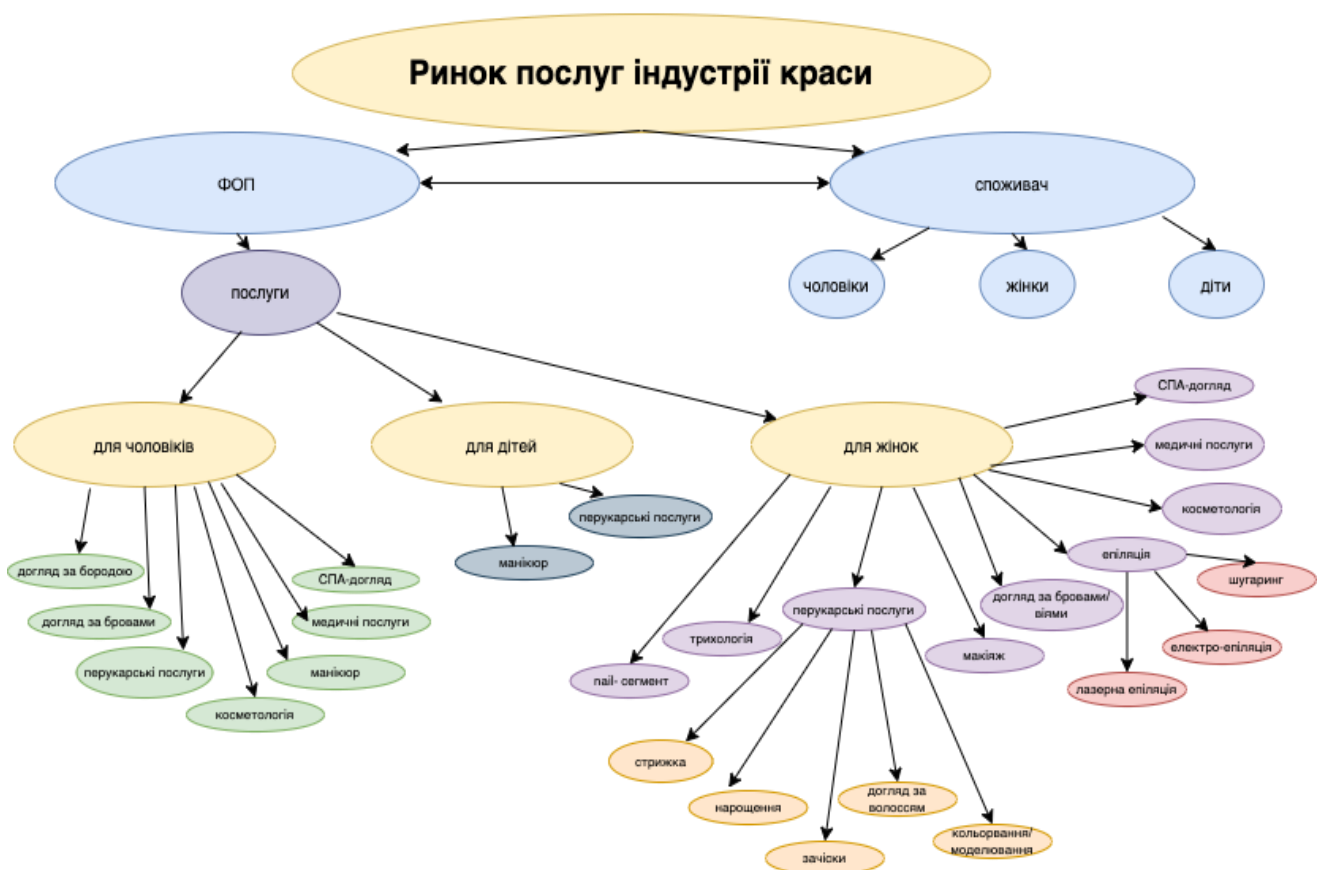 Ринок послуг індустрії краси
ФОП
споживач
послуги
чоловіки
жінки
діти
СПА-догляд
для чоловіків
для дітей
для жінок
медичні послуги
косметологія
перукарські послуги
манікюр
епіляція
шугаринг
догляд за бородою
СПА-догляд
догляд за бровами
медичні послуги
перукарські послуги
манікюр
косметологія
перукарські послуги
догляд за бровами/
віями
трихологія
макіяж
електро-епіляція
nail- сегмент
лазерна епіляція
стрижка
нарощення
догляд за
волоссям
зачіски
кольорвання/
моделювання